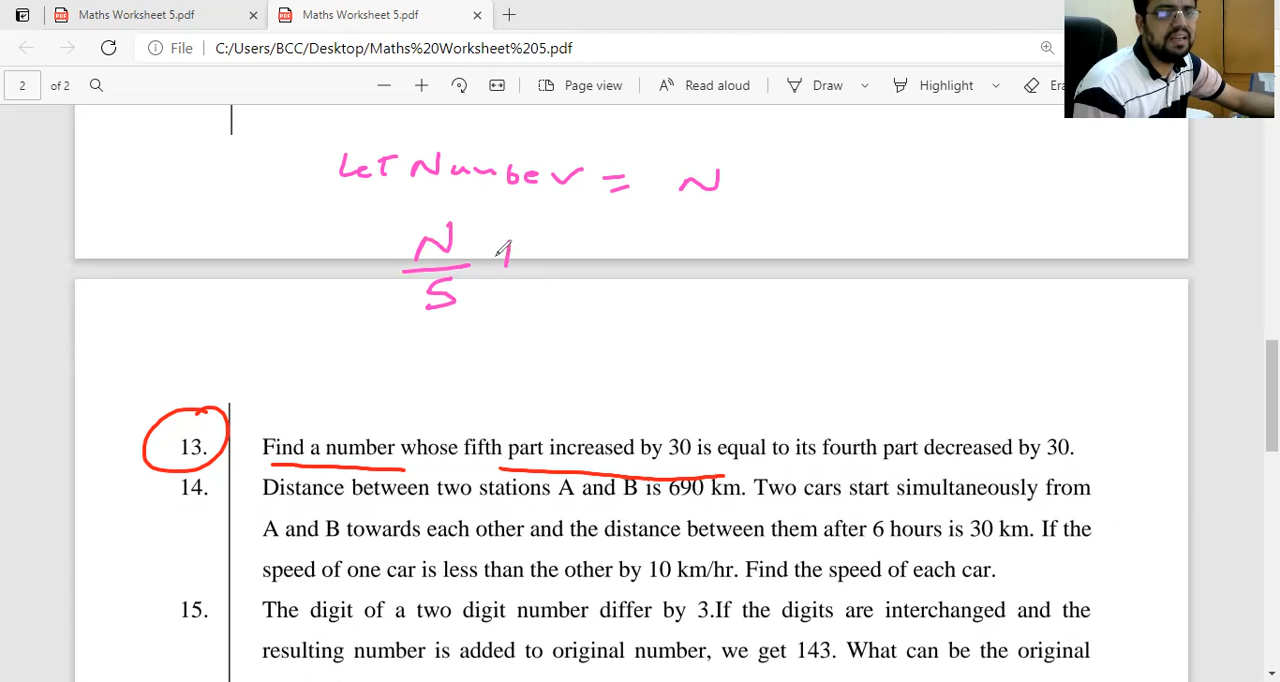 Maths Worksheet 5.pdf
Maths Worksheet 5.pdf
File C:/Users/BCC/Desktop/Maths%20Worksheet%205.pdf
2 of 2 Page view Read aloud Draw Highlight
Let Number = N
N
5
13. Find a number whose fifth part increased by 30 is equal to its fourth part decreased by 30.
14. Distance between two stations A and B is 690 km. Two cars start simultaneously from
A and B towards each other and the distance between them after 6 hours is 30 km. If the
speed of one car is less than the other by 10 km/hr. Find the speed of each car.
15. The digit of a two digit number differ by 3.If the digits are interchanged and the
resulting number is added to original number, we get 143. What can be the original